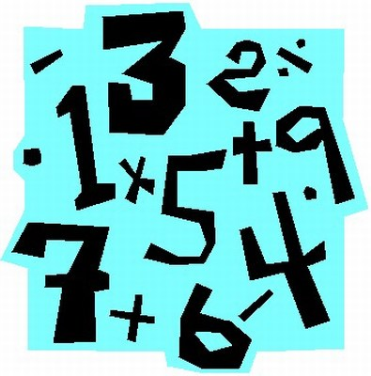 - 3 2 ÷
1 + 9
· × 5 ·
7 + 6 - 4